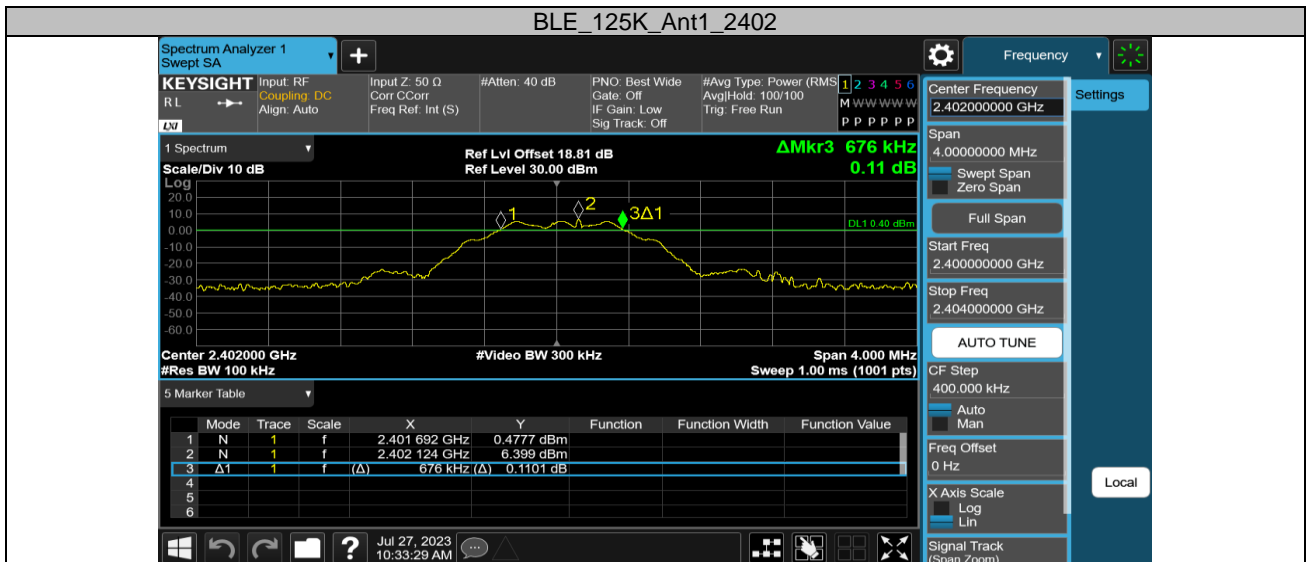 BLE_125K_Ant1_2402
Spectrum Analyzer 1
Swept SA
Frequency
KEYSIGHT
R L
LXI
Input: RF
Coupling: DC
Align: Auto
Input Z: 50 Ω
Corr CCorr
Freq Ref: Int (S)
#Atten: 40 dB
PNO: Best Wide
Gate: Off
IF Gain: Low
Sig Track: Off
#Avg Type: Power (RMS
Avg|Hold: 100/100
Trig: Free Run
1 2 3 4 5 6
M W W W W W
P P P P P P
1 Spectrum
Scale/Div 10 dB
Ref Lvl Offset 18.81 dB
Ref Level 30.00 dBm
ΔMkr3 676 kHz
0.11 dB
Log
20.0
10.0
0.00
-10.0
-20.0
-30.0
-40.0
-50.0
-60.0
1
2
3Δ1
DL1 0.40 dBm
Center 2.402000 GHz
#Video BW 300 kHz
Span 4.000 MHz
#Res BW 100 kHz
Sweep 1.00 ms (1001 pts)
5 Marker Table
Mode Trace Scale X Y Function Function Width Function Value
1 N 1 f 2.401 692 GHz 0.4777 dBm
2 N 1 f 2.402 124 GHz 6.399 dBm
3 Δ1 1 f (Δ) 676 kHz (Δ) 0.1101 dB
4
5
6
?
Jul 27, 2023
10:33:29 AM
Center Frequency
2.402000000 GHz
Settings
Span
4.00000000 MHz
Swept Span
Zero Span
Full Span
Start Freq
2.400000000 GHz
Stop Freq
2.404000000 GHz
AUTO TUNE
CF Step
400.000 kHz
Auto
Man
Freq Offset
0 Hz
X Axis Scale
Log
Lin
Local
Signal Track
(Span Zoom)